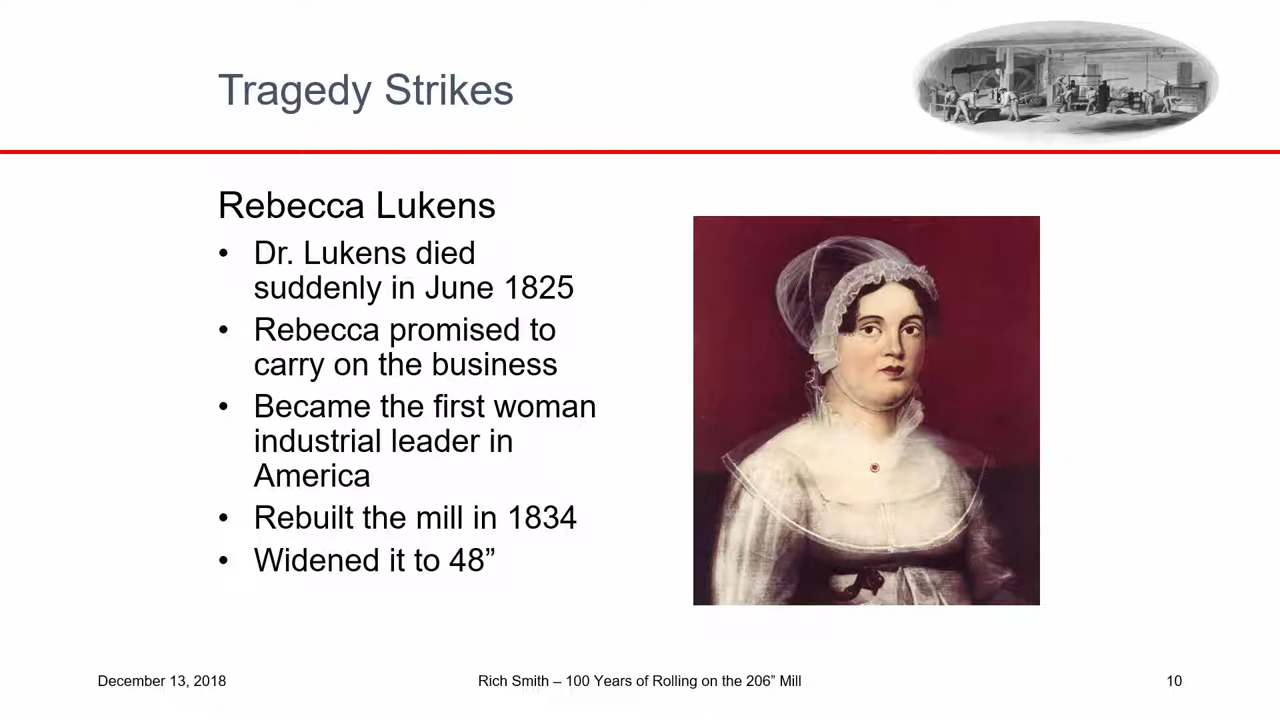 Tragedy Strikes
Rebecca Lukens
• Dr. Lukens died
suddenly in June 1825
• Rebecca promised to
carry on the business
• Became the first woman
industrial leader in
America
• Rebuilt the mill in 1834
• Widened it to 48”
December 13, 2018
Rich Smith – 100 Years of Rolling on the 206” Mill
10